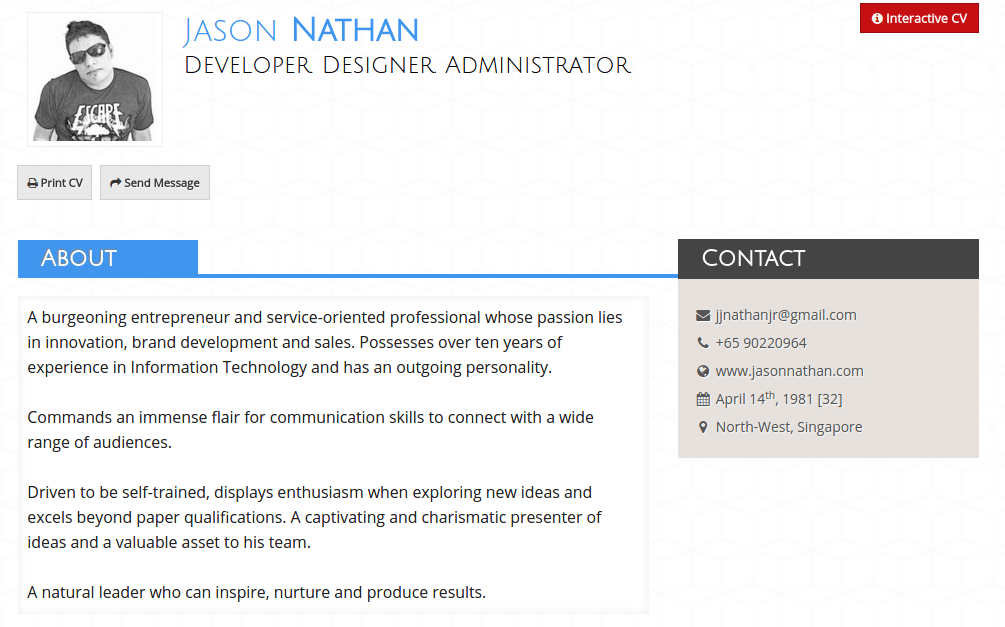 Jason Nathan
Developer Designer Administrator
Interactive CV
ESCAPE
Print CV
Send Message
About
A burgeoning entrepreneur and service-oriented professional whose passion lies
in innovation, brand development and sales. Possesses over ten years of
experience in Information Technology and has an outgoing personality.
Commands an immense flair for communication skills to connect with a wide
range of audiences.
Driven to be self-trained, displays enthusiasm when exploring new ideas and
excels beyond paper qualifications. A captivating and charismatic presenter of
ideas and a valuable asset to his team.
A natural leader who can inspire, nurture and produce results.
Contact
jjnathanjr@gmail.com
+65 90220964
www.jasonnathan.com
April 14th, 1981 [32]
North-West, Singapore